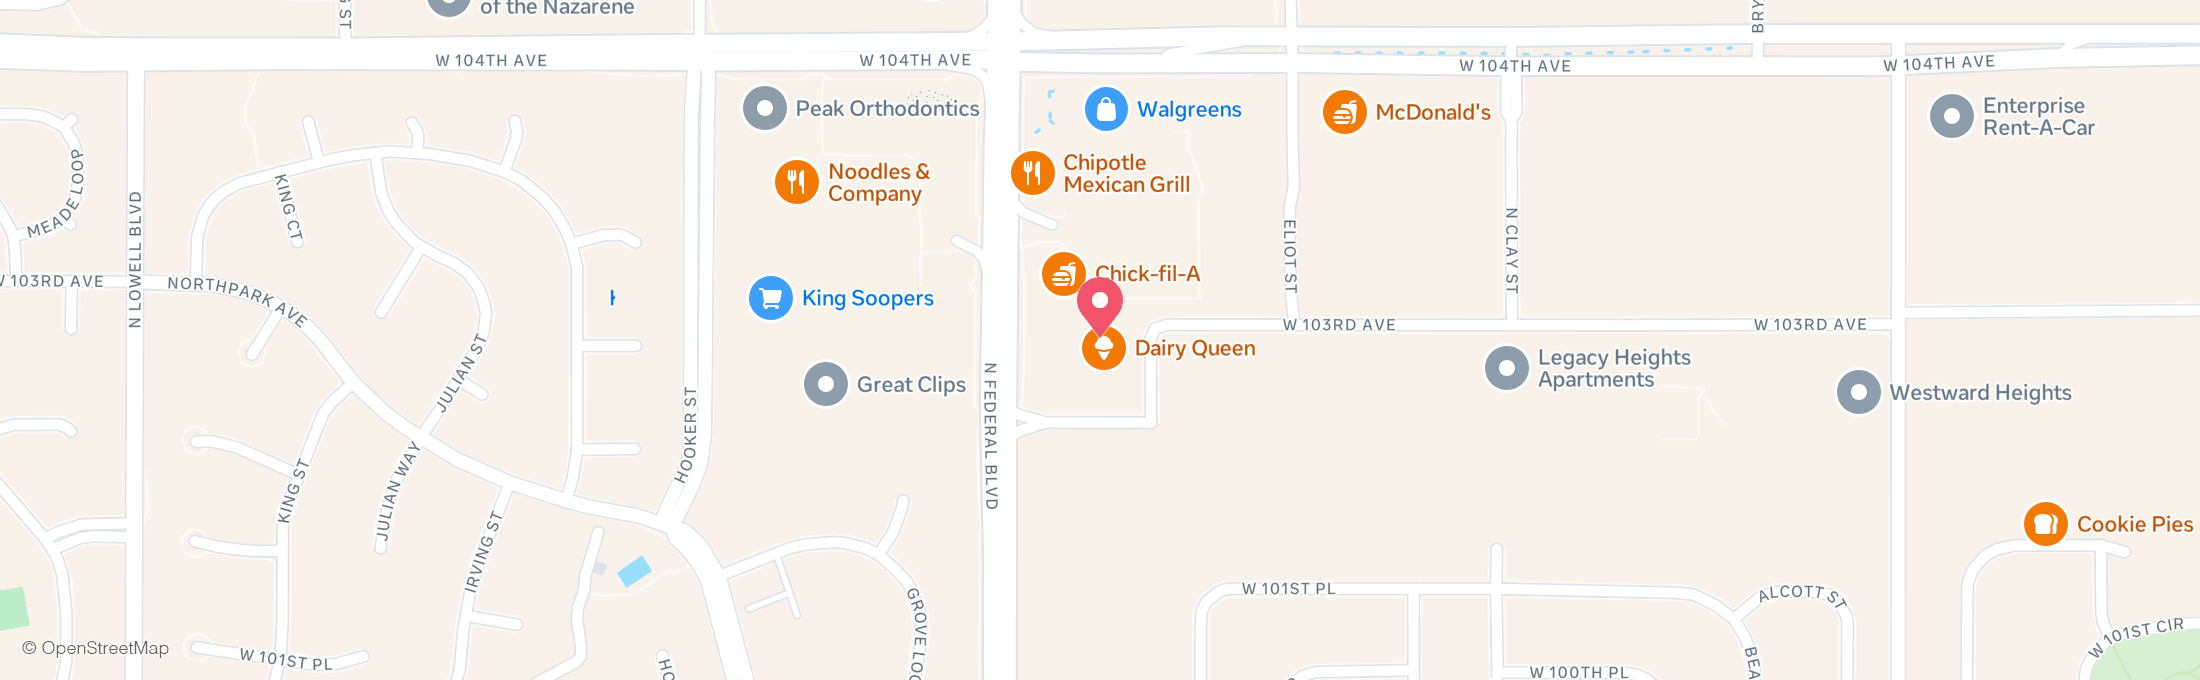 of the Nazarene
G ST
BRY
W 104TH AVE
W 104TH AVE
W 104TH AVE
W 104TH AVE
Peak Orthodontics
Walgreens
McDonald's
Enterprise
Rent-A-Car
Noodles &
Company
Chipotle
Mexican Grill
MEADE LOOP
KING CT
N LOWELL BLVD
ELIOT ST
N CLAY ST
W 103RD AVE
NORTHPARK AVE
Chick-fil-A
King Soopers
W 103RD AVE
W 103RD AVE
Dairy Queen
Legacy Heights
Apartments
Great Clips
Westward Heights
JULIAN ST
HOOKER ST
N FEDERAL BLVD
KING ST
JULIAN WAY
IRVING ST
Cookie Pies
W 101ST PL
ALCOTT ST
GROVE LOO
W 101ST CIR
© OpenStreetMap
W 101ST PL
HO
BEA
W 100TH PL